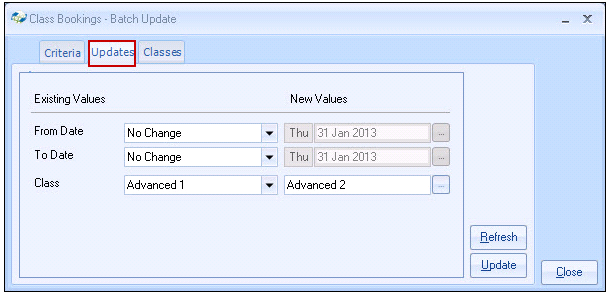 Class Bookings - Batch Update
Criteria Updates Classes
Existing Values New Values
From Date No Change Thu 31 Jan 2013 ...
To Date No Change Thu 31 Jan 2013 ...
Class Advanced 1 Advanced 2 ...
Refresh
Update
Close